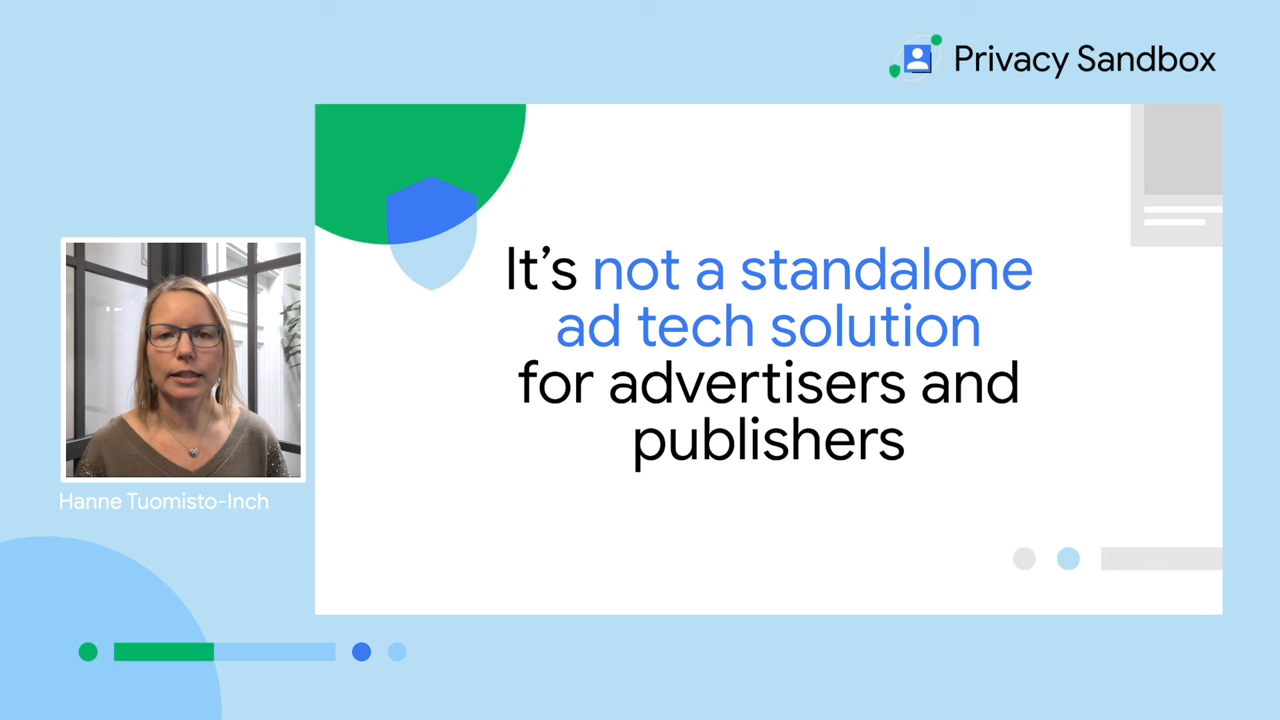 Privacy Sandbox
It’s not a standalone
ad tech solution
for advertisers and
publishers
Hanne Tuomisto-Inch